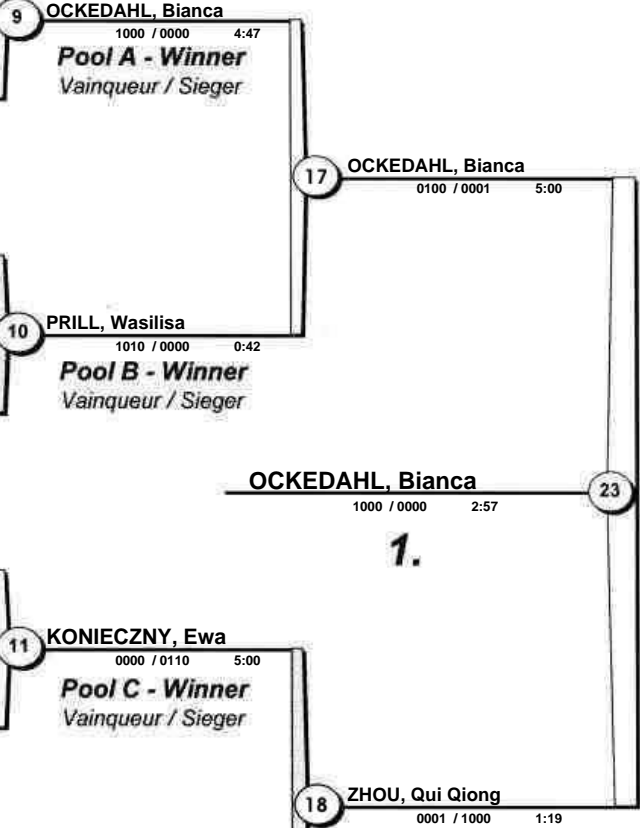 9
OCKEDAHL, Bianca
1000 / 0000 4:47
Pool A - Winner
Vainqueur / Sieger
17
OCKEDAHL, Bianca
0100 / 0001 5:00
10
PRILL, Wasilisa
1010 / 0000 0:42
Pool B - Winner
Vainqueur / Sieger
OCKEDAHL, Bianca
1000 / 0000 2:57
23
1.
11
KONIECZNY, Ewa
0000 / 0110 5:00
Pool C - Winner
Vainqueur / Sieger
18
ZHOU, Qui Qiong
0001 / 1000 1:19